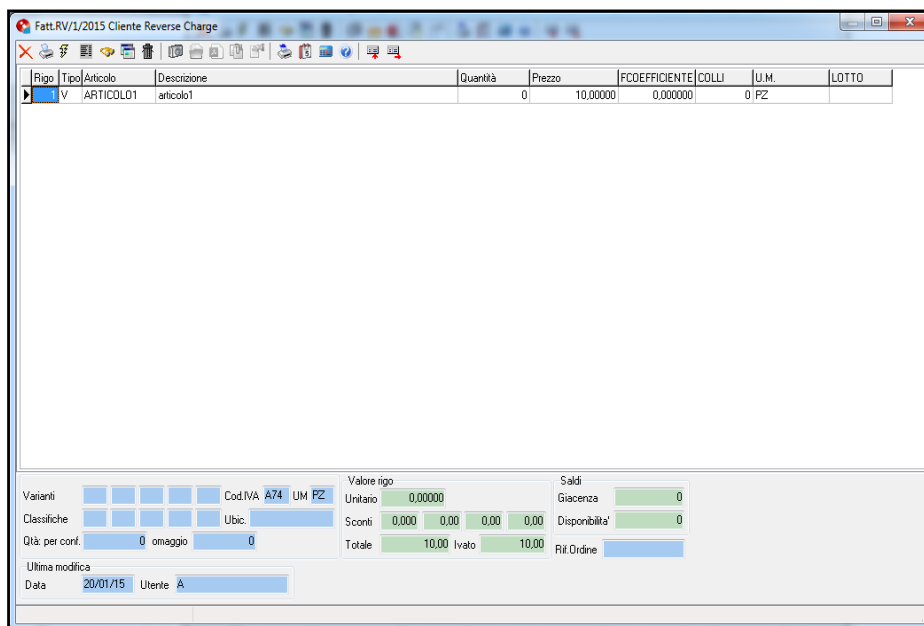 Fatt.RV/1/2015 Cliente Reverse Charge
Rigo Tipo Articolo Descrizione Quantità Prezzo FCOEFFICIENTE COLLI U.M. LOTTO
1 V ARTICOLO1 articolo1 0 10,00000 0,000000 0 PZ
Valore rigo Saldi
Varianti Cod.IVA A74 UM PZ Unitario 0,00000 Giacenza 0
Classifiche Ubic. Sconti 0,000 0,00 0,00 0,00 Disponibilita' 0
Qtà: per conf. 0 omaggio 0 Totale 10,00 Ivato 10,00 Rif.Ordine
Ultima modifica
Data 20/01/15 Utente A